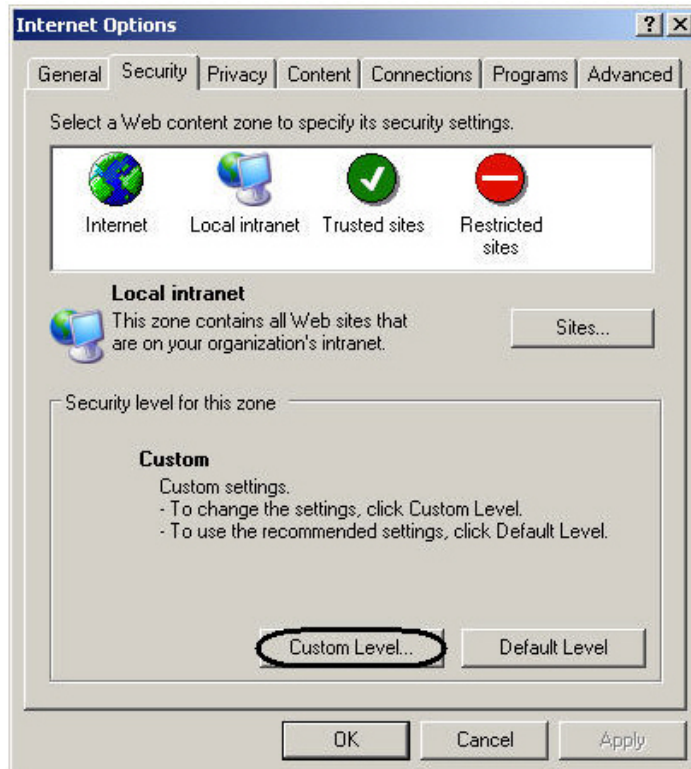 Internet Options
General Security Privacy Content Connections Programs Advanced
Select a Web content zone to specify its security settings.
Internet Local intranet Trusted sites Restricted
sites
Local intranet
This zone contains all Web sites that
are on your organization's intranet.
Sites...
Security level for this zone
Custom
Custom settings.
- To change the settings, click Custom Level.
- To use the recommended settings, click Default Level.
Custom Level... Default Level
OK Cancel Apply